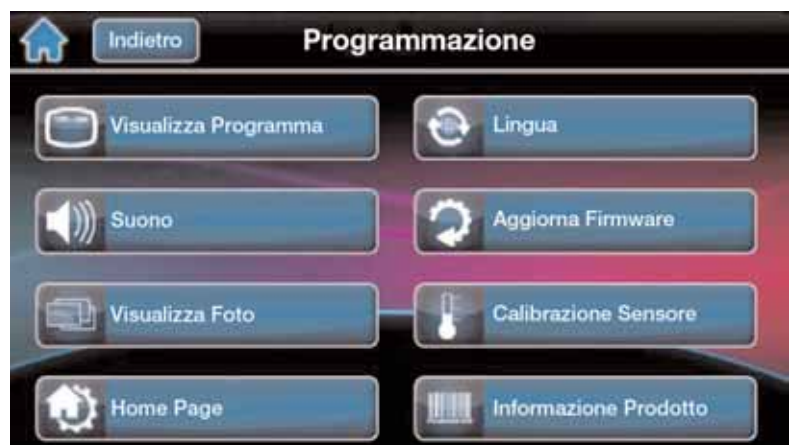 Indietro
Programmazione
Visualizza Programma
Lingua
Suono
Aggiorna Firmware
Visualizza Foto
Calibrazione Sensore
Home Page
Informazione Prodotto